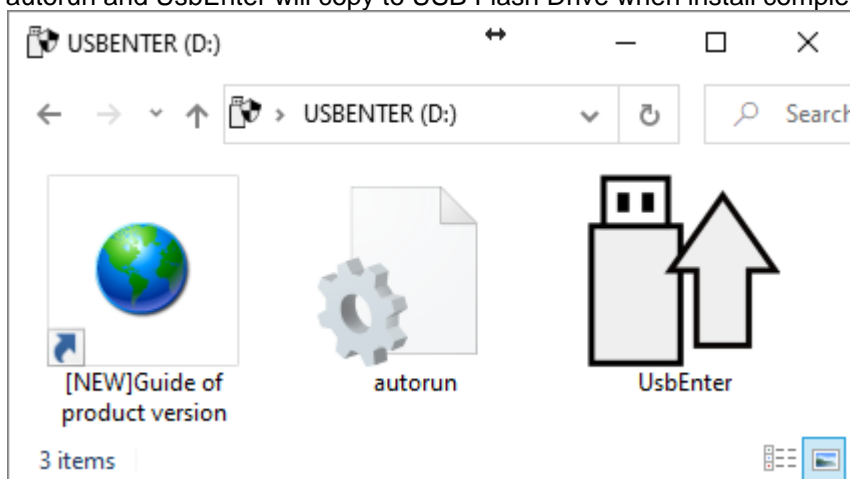 autorun and UsbEnter will copy to USB Flash Drive when install comple
USBENTER (D:)
USBENTER (D:)
Search
[NEW]Guide of
product version
autorun
UsbEnter
3 items